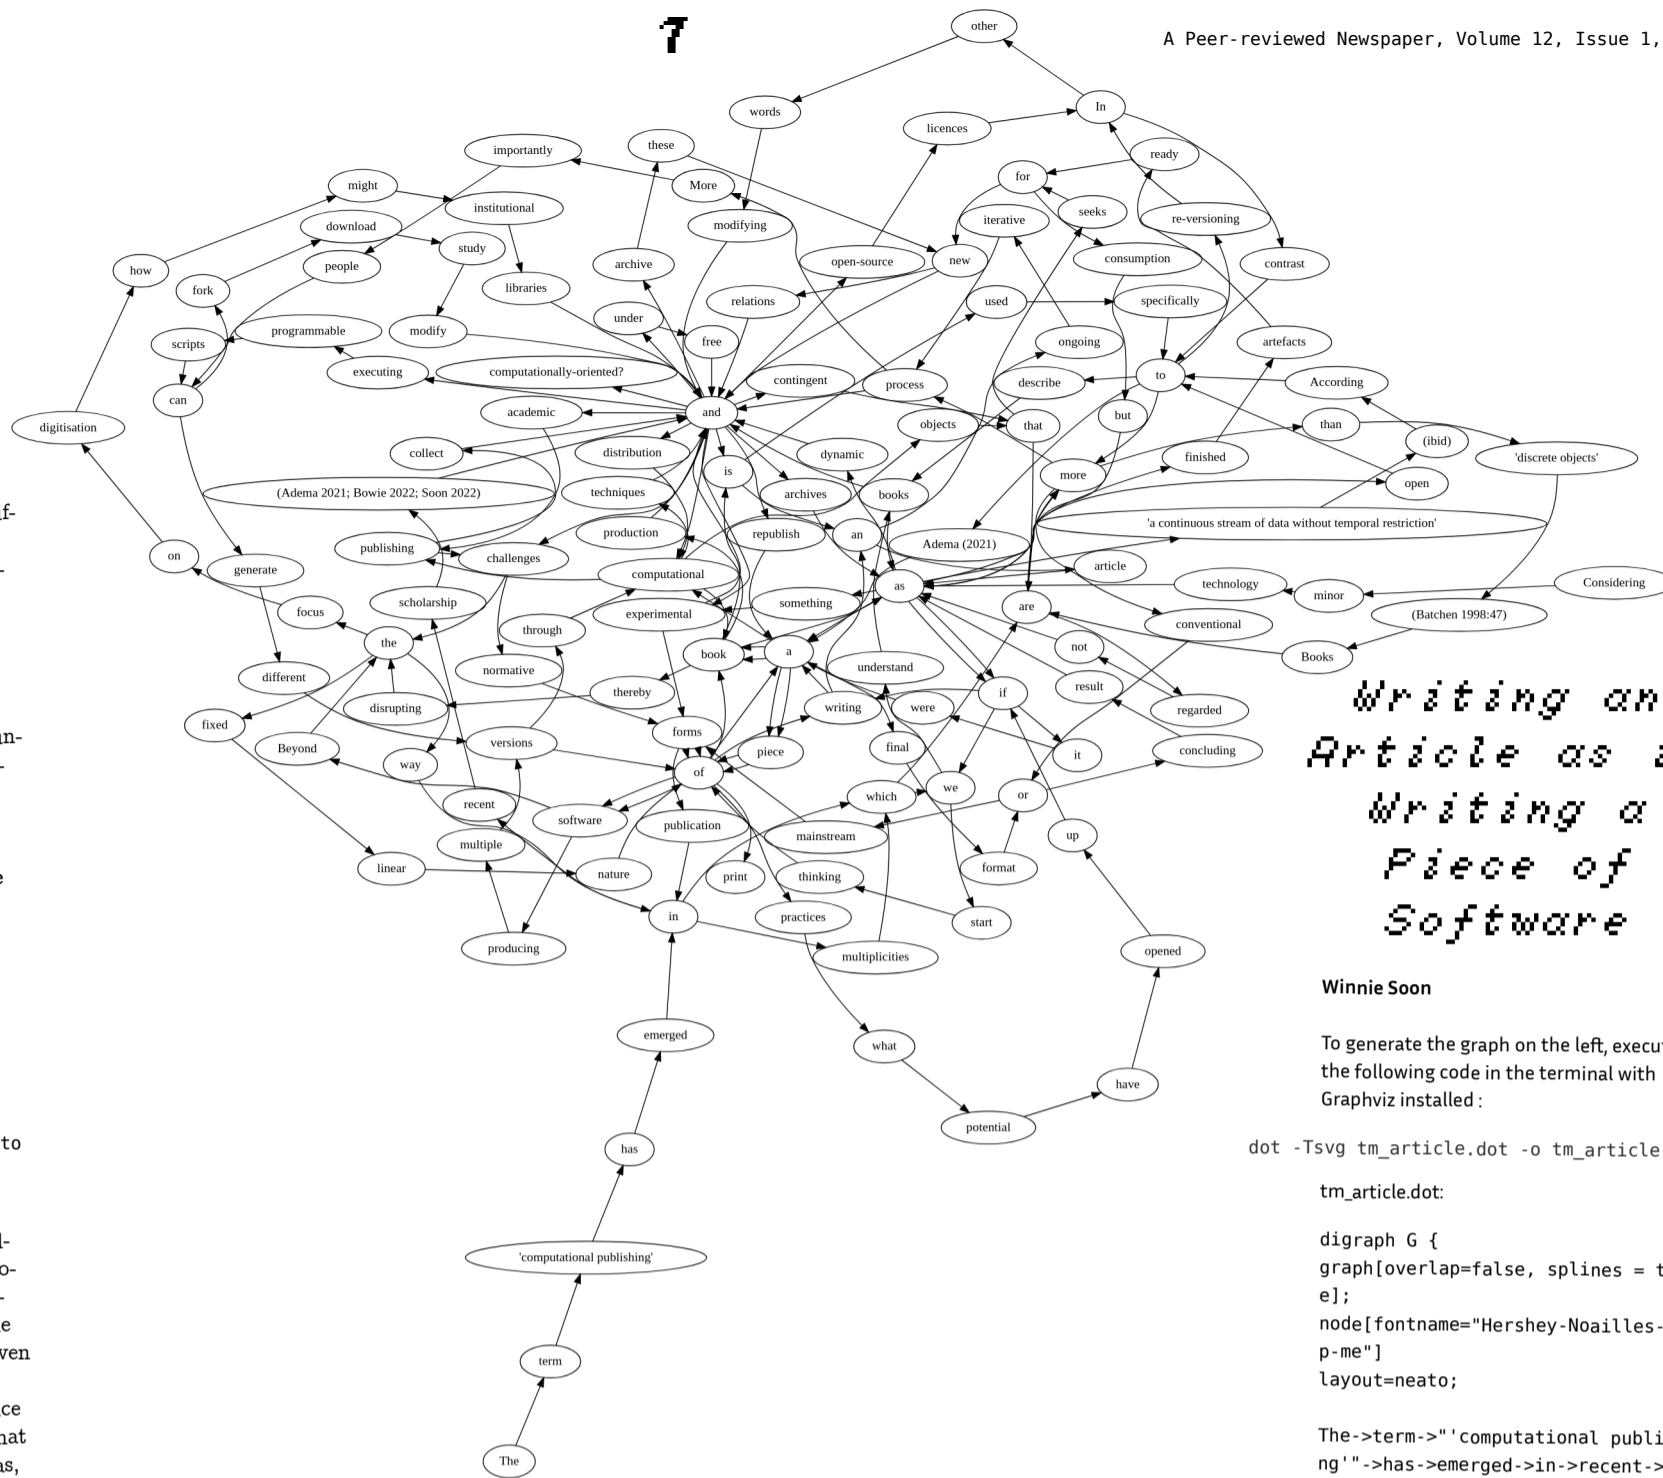 7
A Peer-reviewed Newspaper, Volume 12, Issue 1,
other
In
words
licences
ready
these
importantly
More
for
might
institutional
download
modifying
iterative
seeks
re-versioning
study
how
people
archive
open-source
new
consumption
contrast
fork
libraries
relations
used
specifically
under
free
programmable
modify
scripts
ongoing
artefacts
executing
computationally-oriented?
contingent
process
describe
to
According
can
academic
and
objects
that
but
than
digitisation
collect
distribution
is
dynamic
more
finished
(ibid)
'discrete objects'
(Adema 2021; Bowie 2022; Soon 2022)
techniques
archives
books
open
production
republish
an
Adema (2021)
'a continuous stream of data without temporal restriction'
publishing
challenges
on
generate
computational
as
article
technology
minor
Considering
scholarship
focus
experimental
something
are
conventional
(Batchen 1998:47)
through
the
book
a
not
Books
normative
understand
different
thereby
if
result
disrupting
writing
were
regarded
fixed
Beyond
versions
forms
piece
final
it
concluding
way
of
recent
software
publication
which
we
or
multiple
mainstream
up
linear
nature
print
thinking
format
in
practices
start
producing
multiplicities
opened
emerged
what
have
potential
has
'computational publishing'
term
The
Writing an
Article as
Writing a
Piece of
Software
Winnie Soon
To generate the graph on the left,
the following code in the terminal with
Graphviz installed :
dot -Tsvg tm_article.dot -o tm_article
tm_article.dot:
digraph G {
graph[overlap=false, splines = t
e];
node[fontname="Hershey-Noailles-
p-me"]
layout=neato;
The->term->"'computational publi
ng'"->has->emerged->in->recent->
to
ven